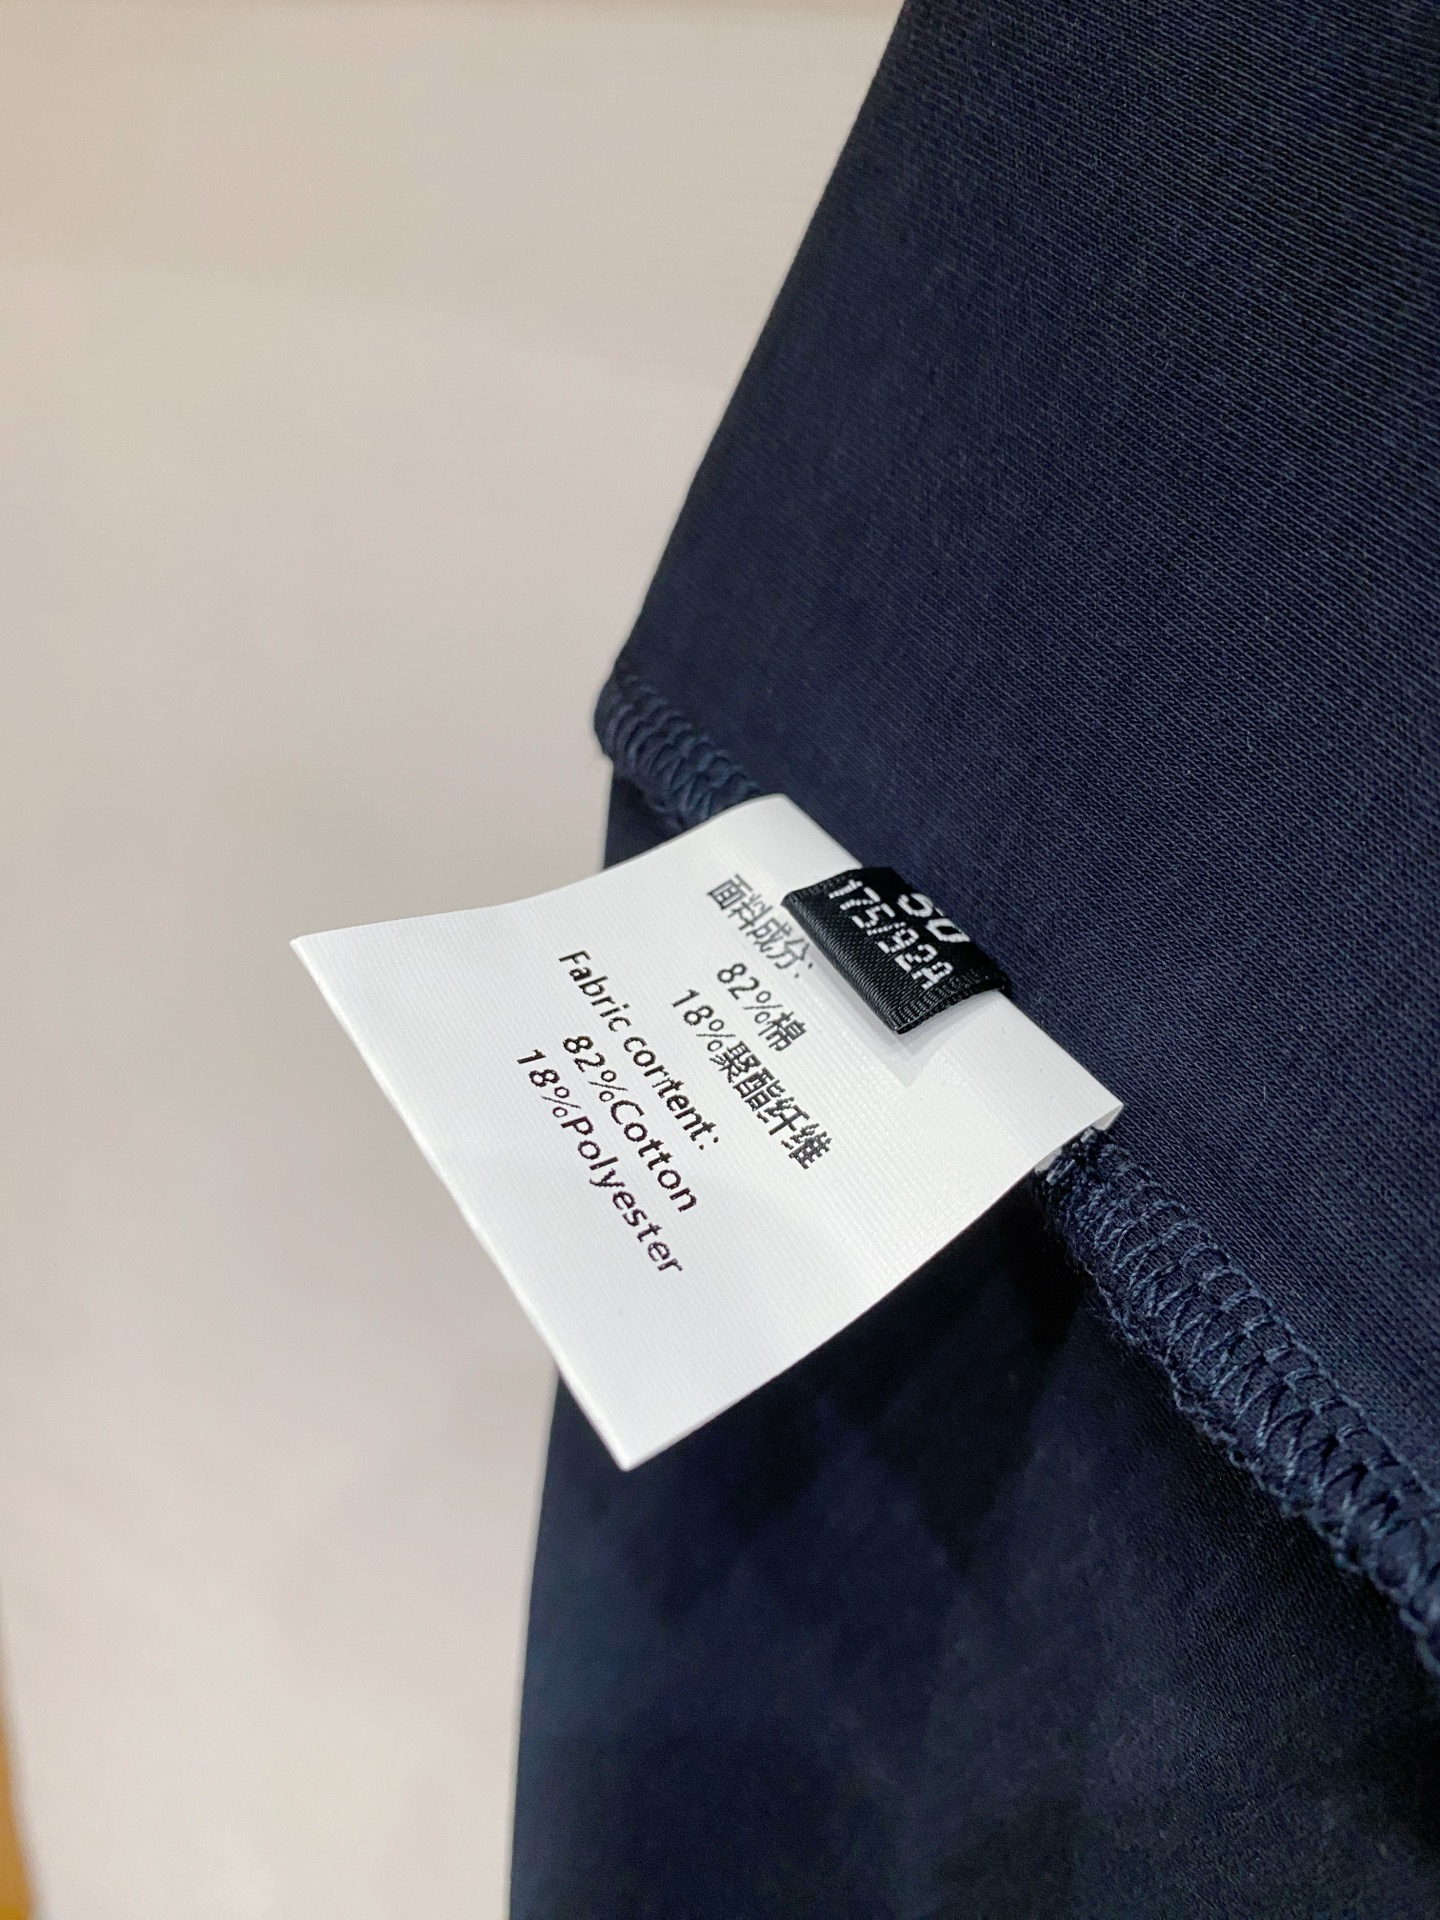 175/92A
面料成分:
82%棉
18%聚酯纤维
Fabric content:
82%Cotton
18%Polyester